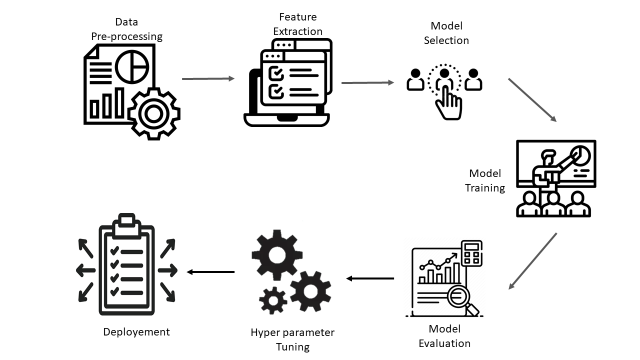 Data
Pre-processing
Feature
Extraction
Model
Selection
Model
Training
Model
Evaluation
Hyper parameter
Tuning
Deployement